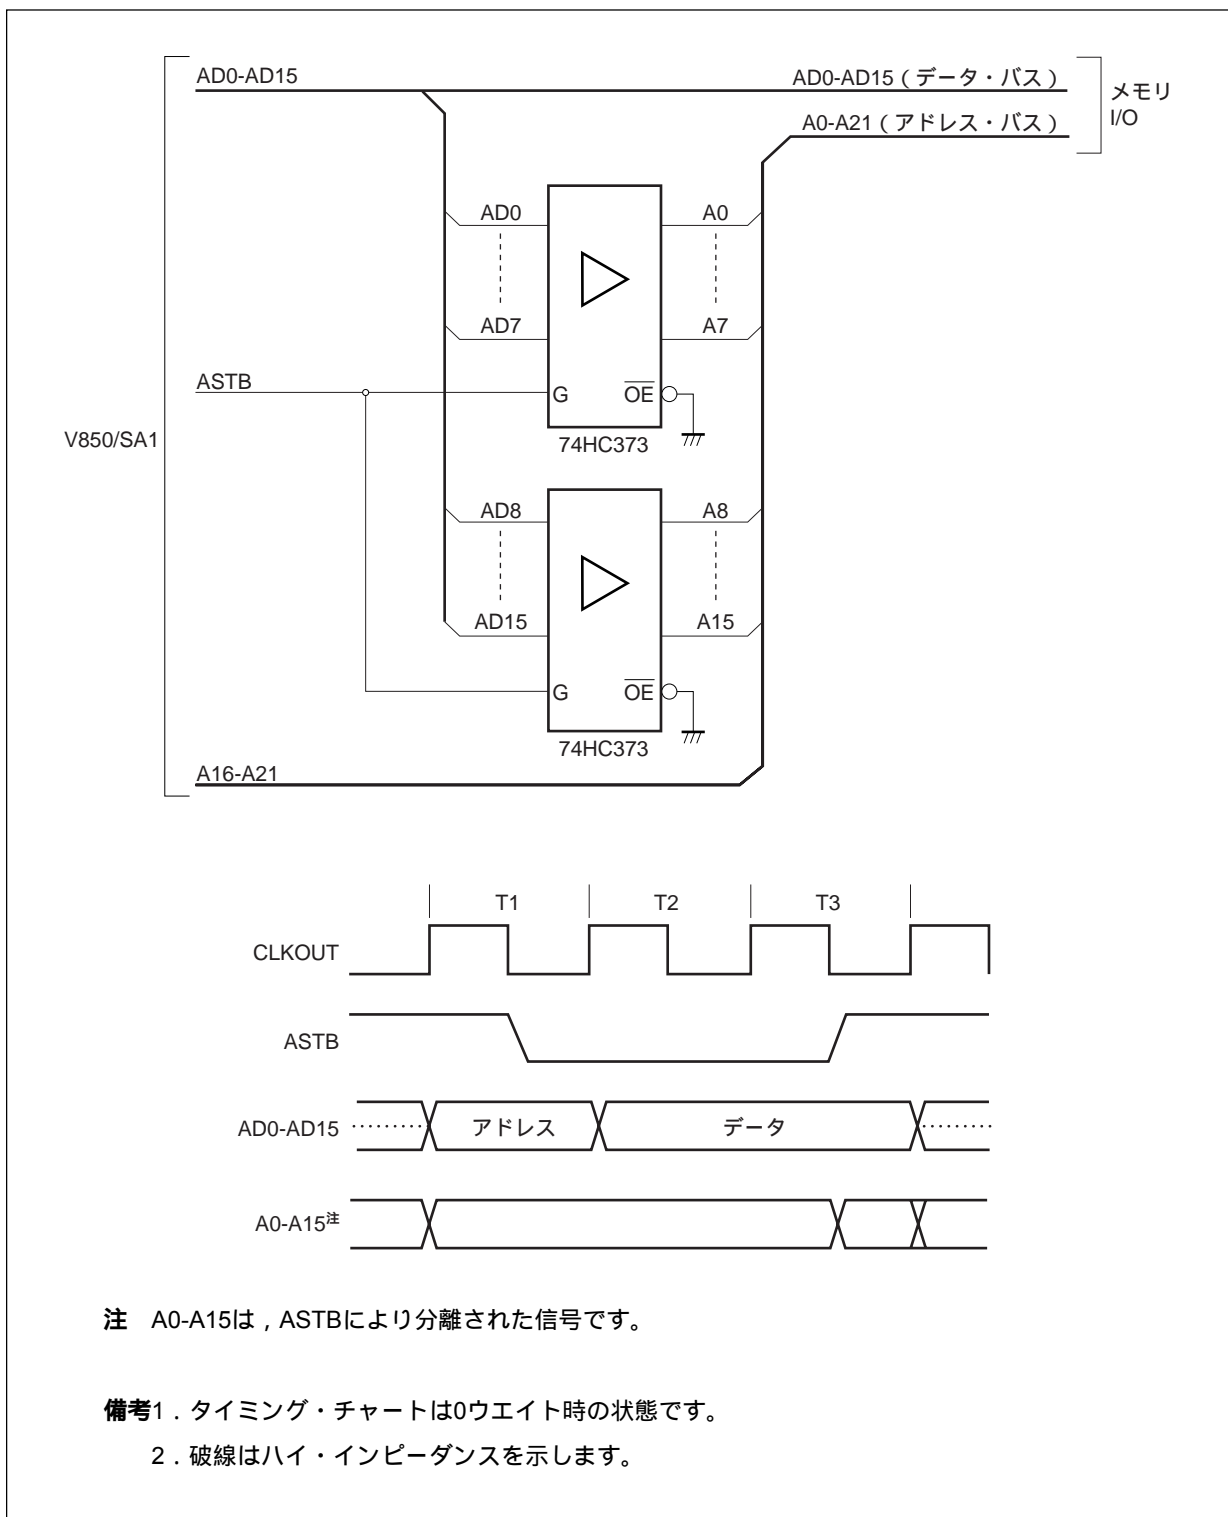 AD0-AD15
AD0-AD15（データ・バス）
メモリ
I/O
A0-A21（アドレス・バス）
AD0
A0
AD7
A7
ASTB
G
OE
V850/SA1
74HC373
AD8
A8
AD15
A15
G
OE
74HC373
A16-A21
T1
T2
T3
CLKOUT
ASTB
AD0-AD15
アドレス
データ
A0-A15注
注 A0-A15は，ASTBにより分離された信号です。
備考1．タイミング・チャートは0ウエイト時の状態です。
2．破線はハイ・インピーダンスを示します。